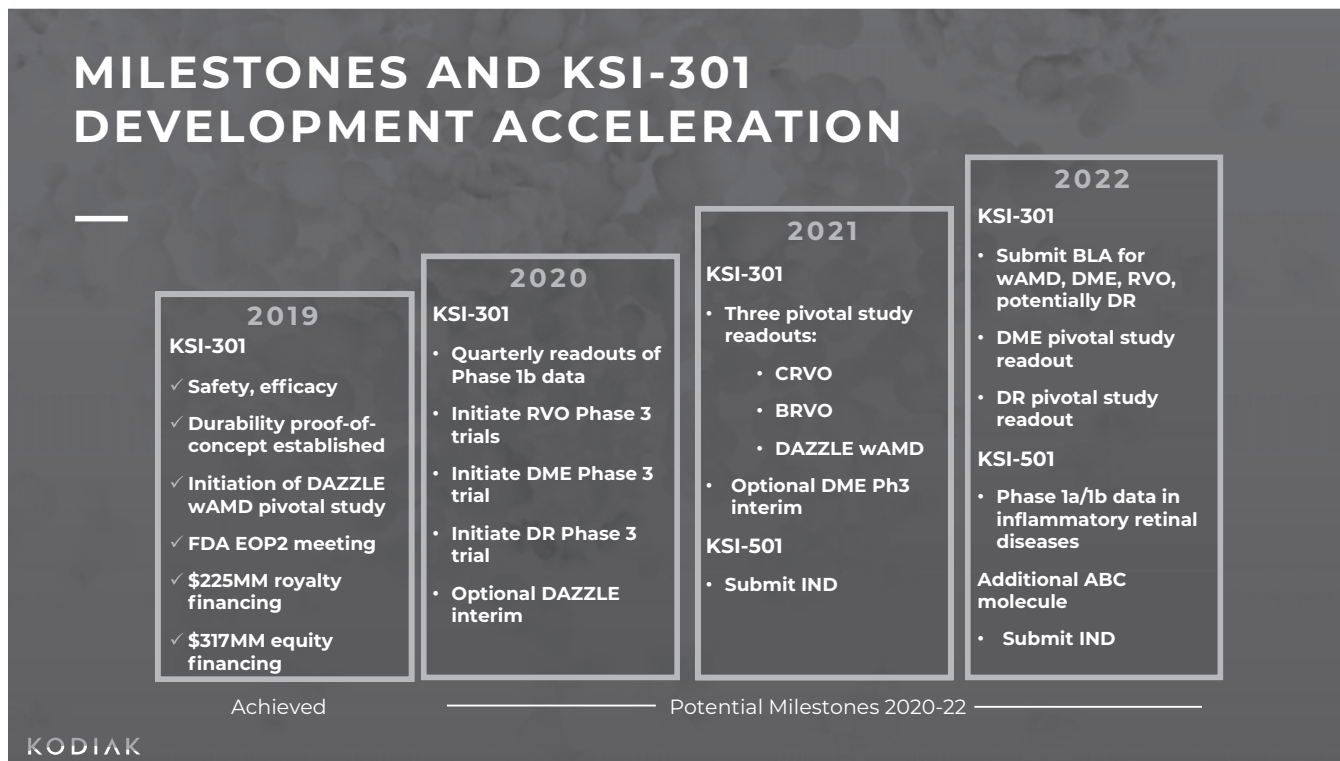 MILESTONES AND KSI-301
DEVELOPMENT ACCELERATION
2019
KSI-301
✓ Safety, efficacy
✓ Durability proof-of-
concept established
✓ Initiation of DAZZLE
wAMD pivotal study
✓ FDA EOP2 meeting
✓ $225MM royalty
financing
✓ $317MM equity
financing
2020
KSI-301
• Quarterly readouts of
Phase 1b data
• Initiate RVO Phase 3
trials
• Initiate DME Phase 3
trial
• Initiate DR Phase 3
trial
• Optional DAZZLE
interim
2021
KSI-301
• Three pivotal study
readouts:
• CRVO
• BRVO
• DAZZLE wAMD
• Optional DME Ph3
interim
KSI-501
• Submit IND
2022
KSI-301
• Submit BLA for
wAMD, DME, RVO,
potentially DR
• DME pivotal study
readout
• DR pivotal study
readout
KSI-501
• Phase 1a/1b data in
inflammatory retinal
diseases
Additional ABC
molecule
• Submit IND
Achieved
Potential Milestones 2020-22
KODIAK